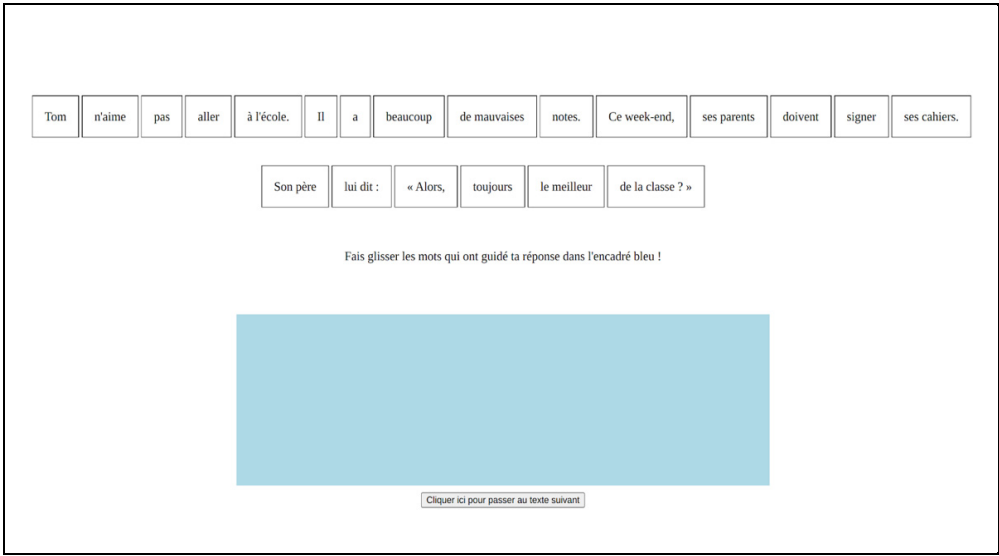 Tom n'aime pas aller à l'école. Il a beaucoup de mauvaises notes. Ce week-end, ses parents doivent signer ses cahiers.
Son père lui dit : « Alors, toujours le meilleur de la classe ? »
Fais glisser les mots qui ont guidé ta réponse dans l'encadré bleu !
Cliquer ici pour passer au texte suivant